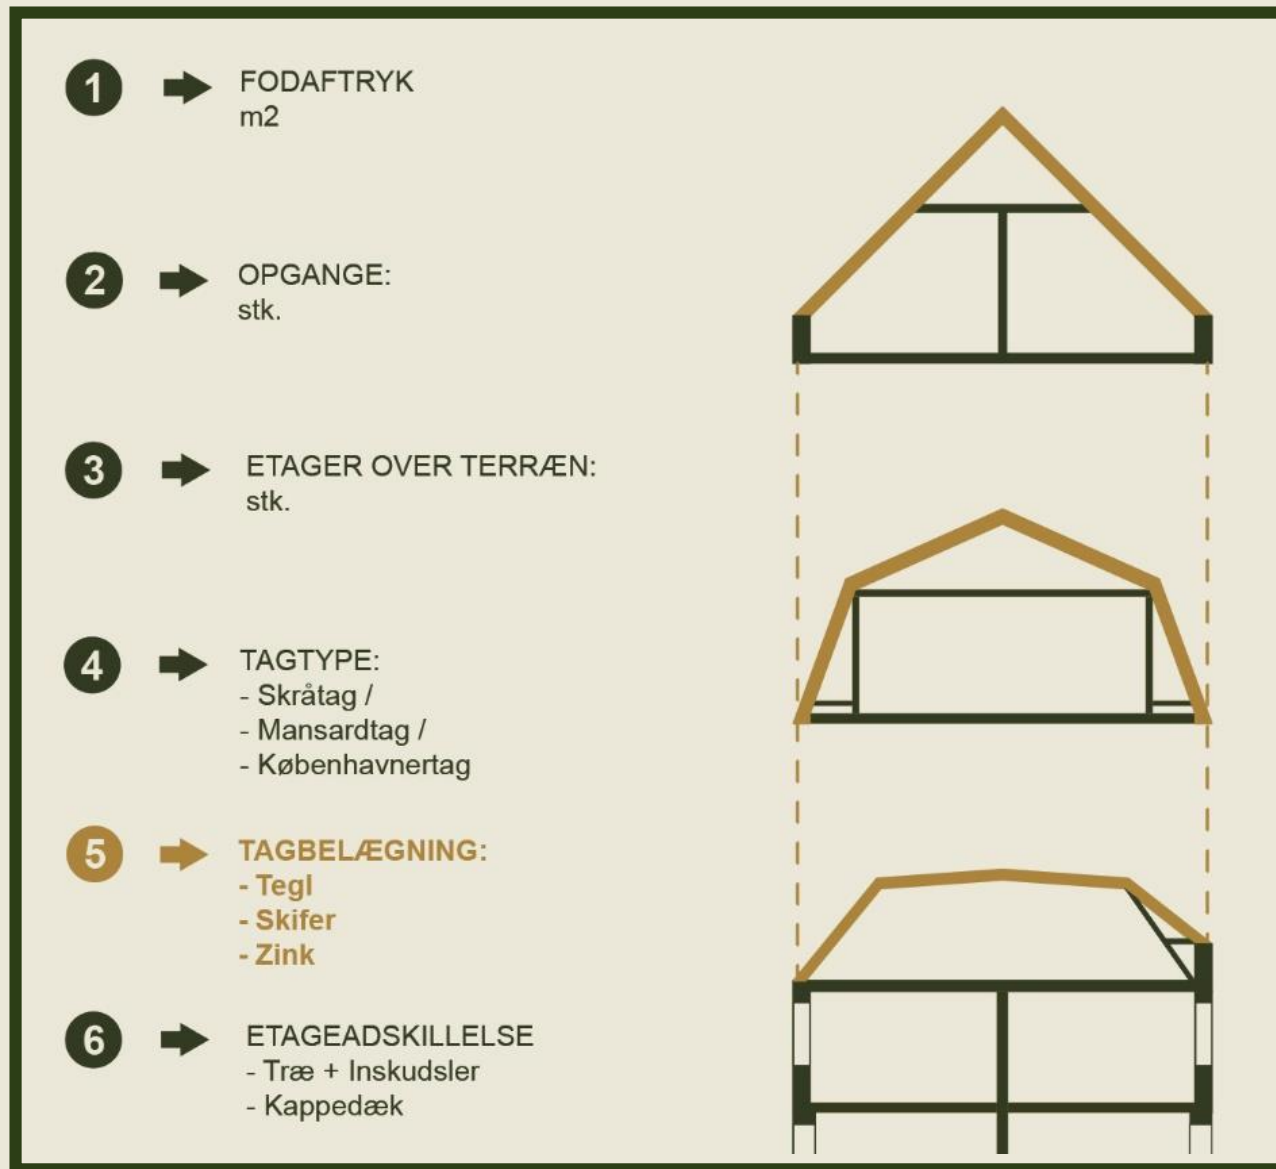 1 FODAFTRYK
m2
2 OPGANGE:
stk.
3 ETAGER OVER TERRÆN:
stk.
4 TAGTYPE:
- Skråtag /
- Mansardtag /
- Københavnertag
5 TAGBELÆGNING:
- Tegl
- Skifer
- Zink
6 ETAGEADSKILLELSE
- Træ + Inskudsler
- Kappedæk